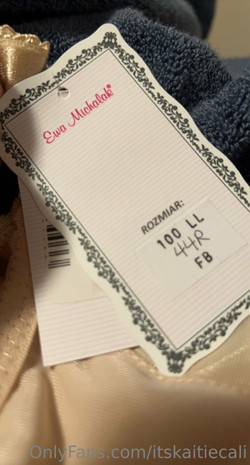 Ewa Michalak®
ROZMIAR:
100 LL
44R
FB
OnlyFans.com/itskaitiecali